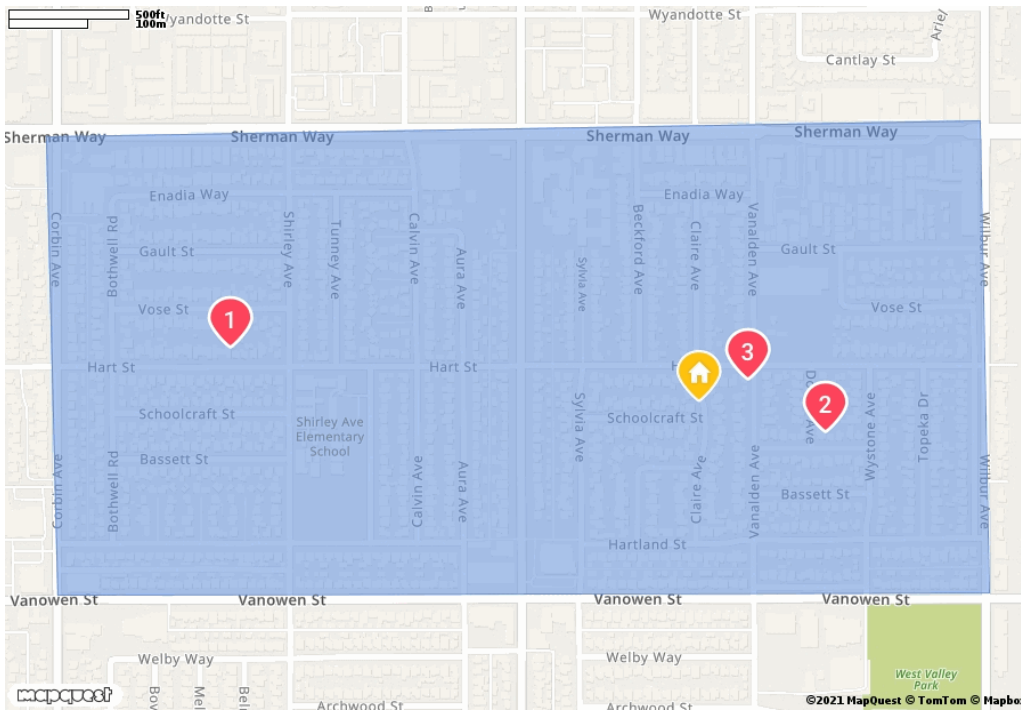 500ft
100m
Wyandotte St
B
Wyandotte St
Cantlay St
Sherman Way
Sherman Way
Sherman Way
Sherman Way
Enadia Way
Enadia Way
Corbin Ave
Bothwell Rd
Shirley Ave
Tunney Ave
Calvin Ave
Aura Ave
Sylvia Ave
Beckford Ave
Claire Ave
Vanalden Ave
Wilbur Ave
Gault St
Gault St
Vose St
Vose St
1
3
2
Hart St
Hart St
Schoolcraft St
Schoolcraft St
Shirley Ave
Elementary
School
Bassett St
Bassett St
Corbin Ave
Bothwell Rd
Calvin Ave
Aura Ave
Sylvia Ave
Claire Ave
Vanalden Ave
Wystone Ave
Topeka Dr
Wilbur Ave
Hartland St
Vanowen St
Vanowen St
Vanowen St
Vanowen St
Welby Way
Welby Way
West Valley
Park
mapquest
Archwood St
Archwood St
©2021 MapQuest © TomTom © Mapbo